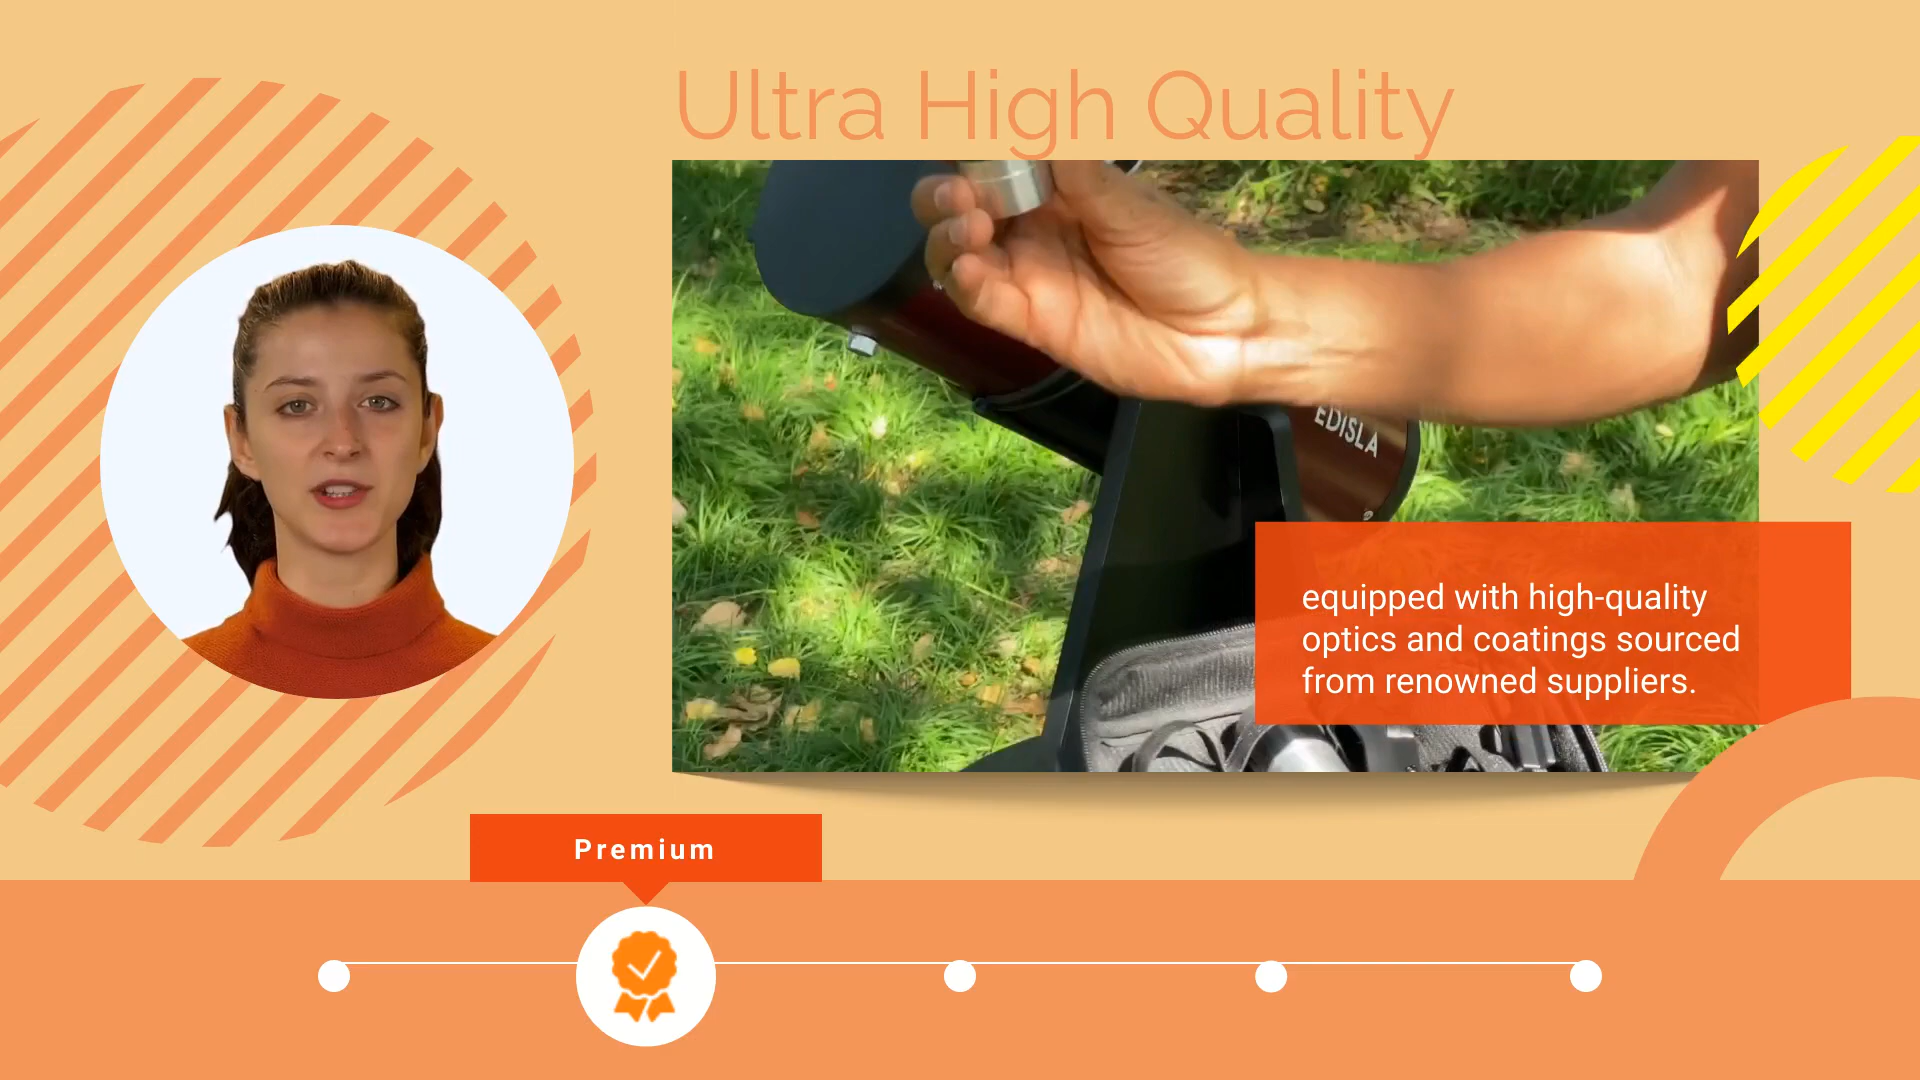 Ultra High Quality
EDISLA
equipped with high-quality
optics and coatings sourced
from renowned suppliers.
Premium